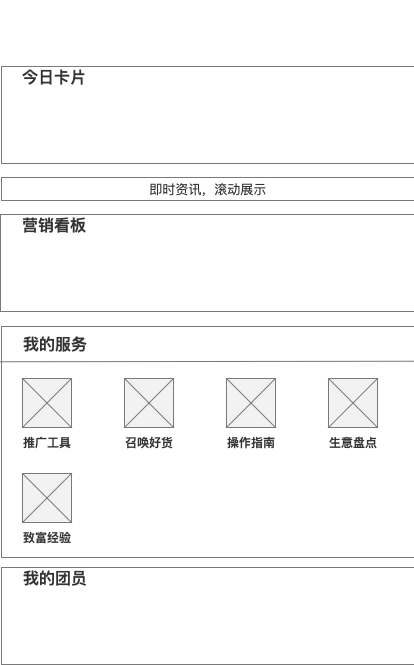 今日卡片
即时资讯，滚动展示
营销看板
我的服务
推广工具 召唤好货 操作指南 生意盘点
致富经验
我的团员